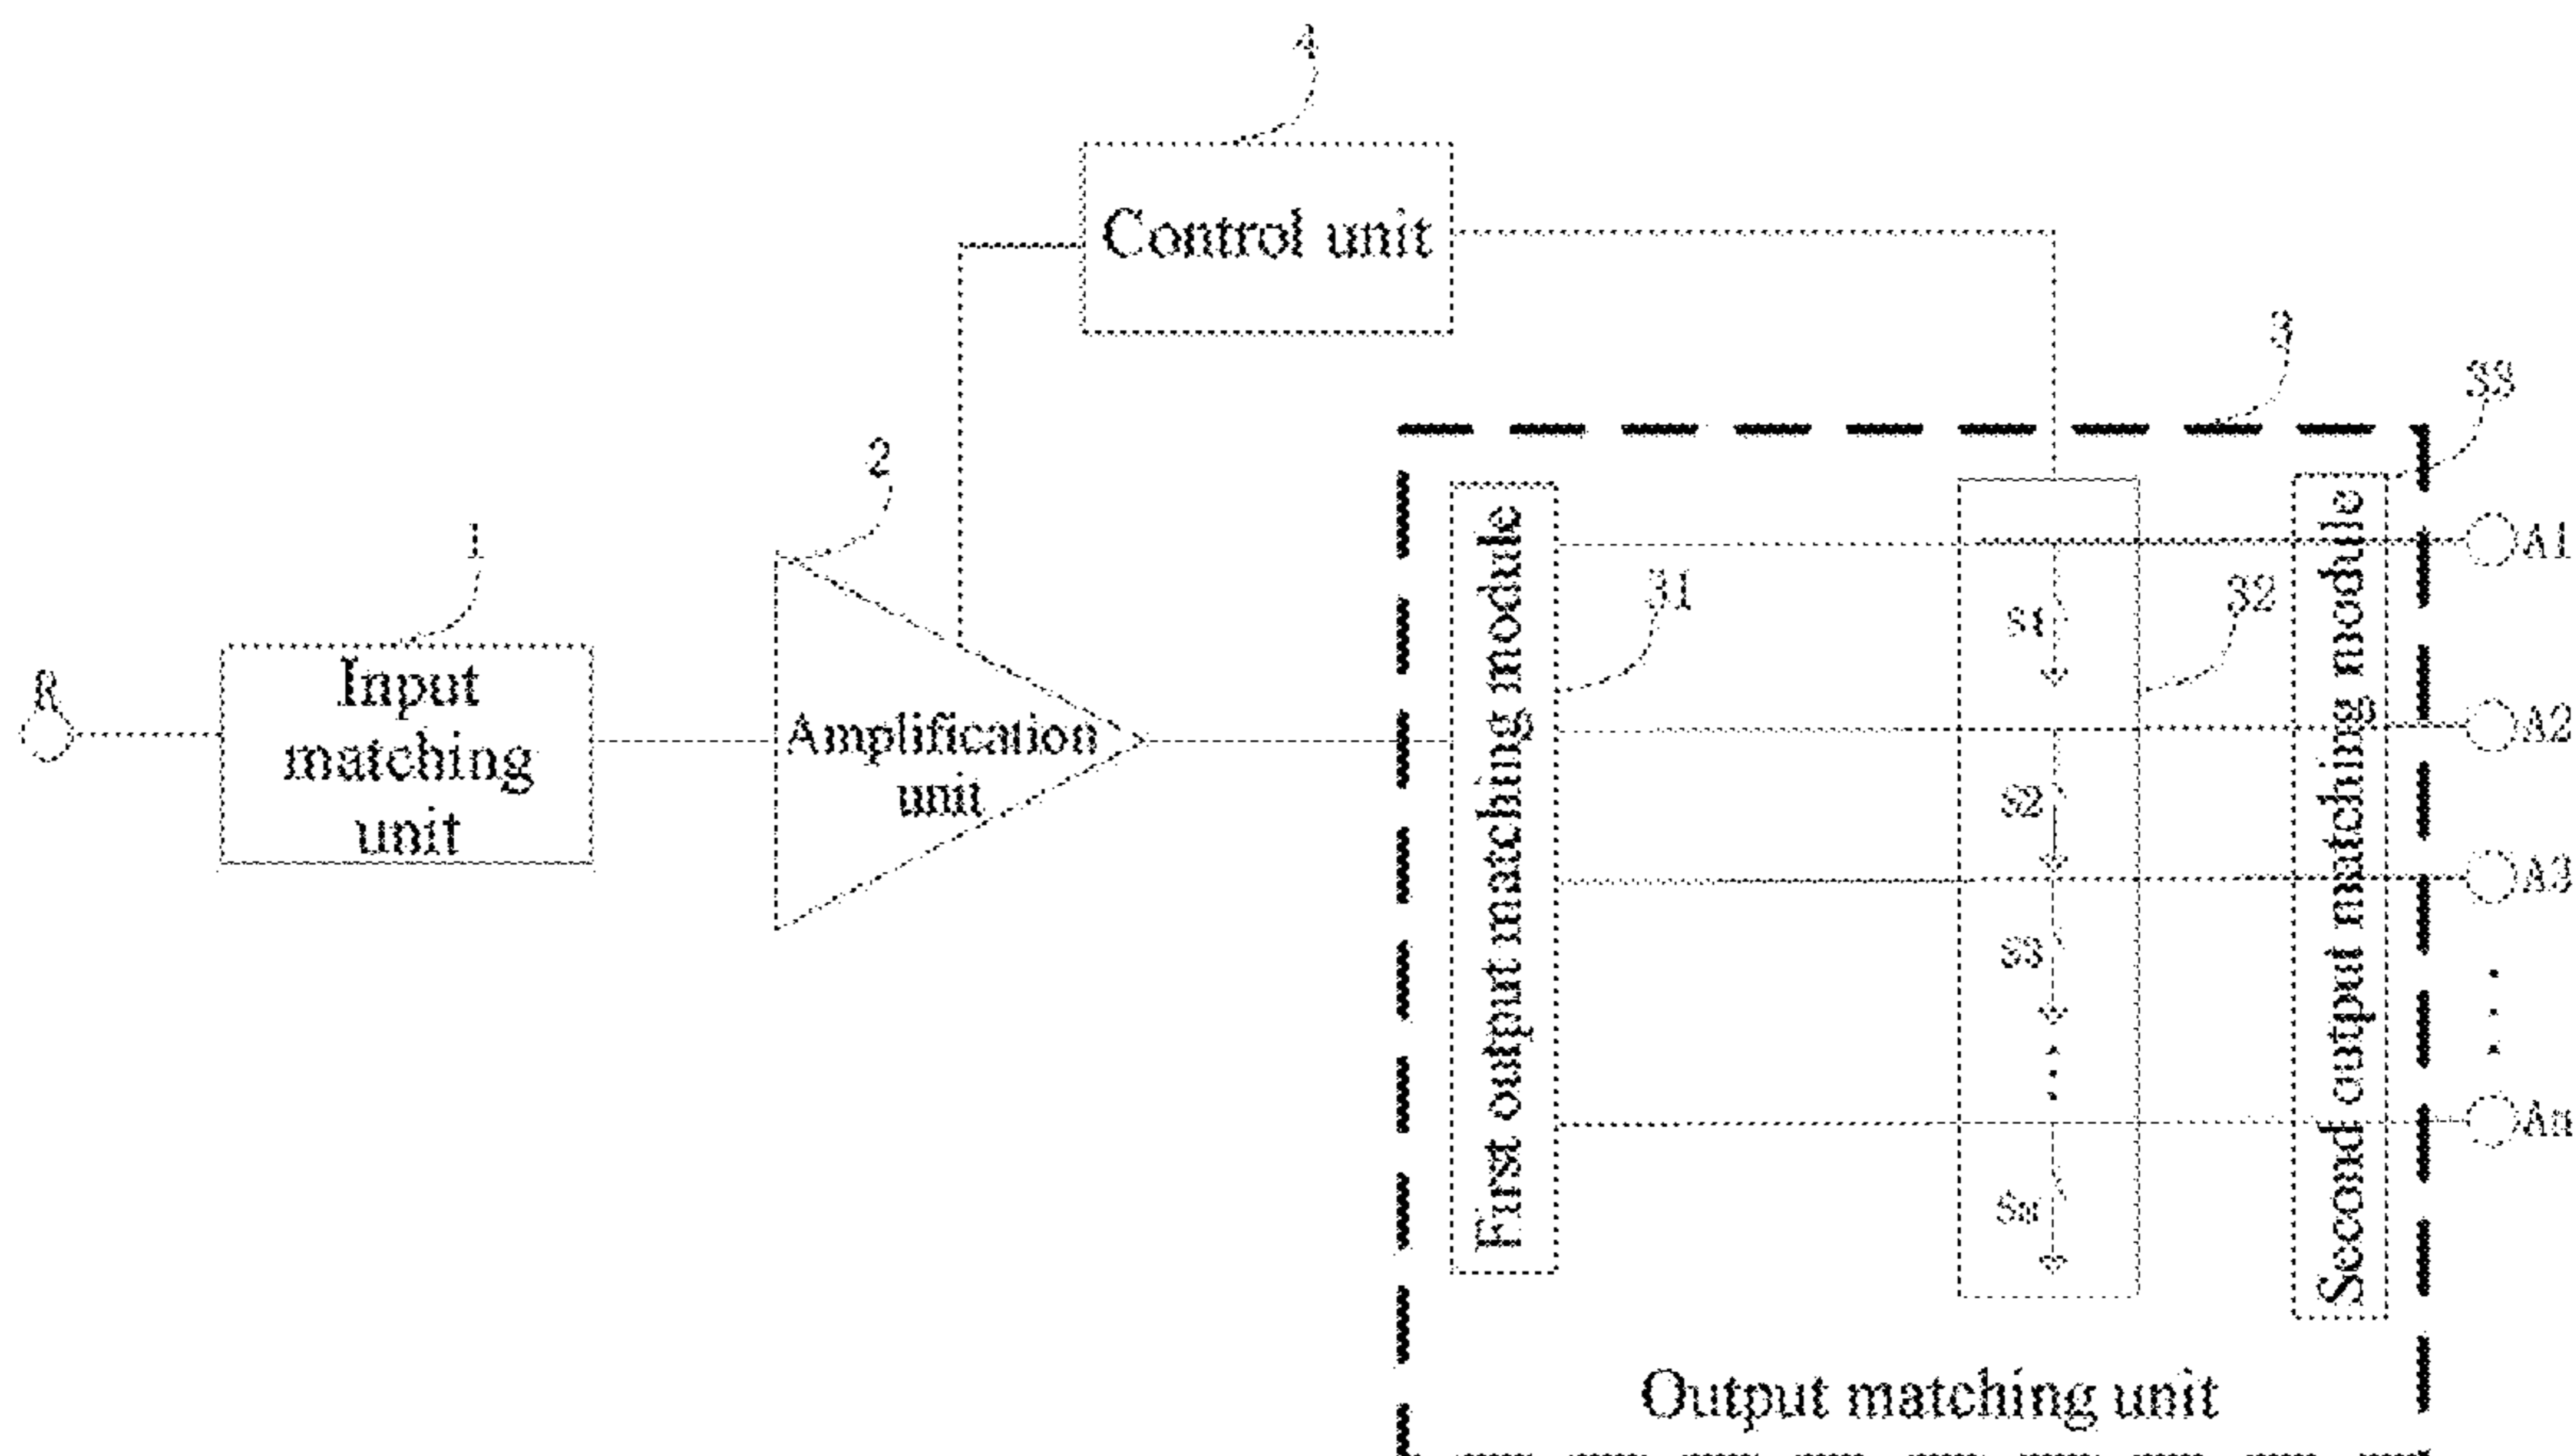 4
Control unit
3
33
2
1
R
Input
matching
unit
Amplification
unit
First output matching module
31
S1
S2
S3
Sn
32
Second output matching module
A1
A2
A3
An
Output matching unit